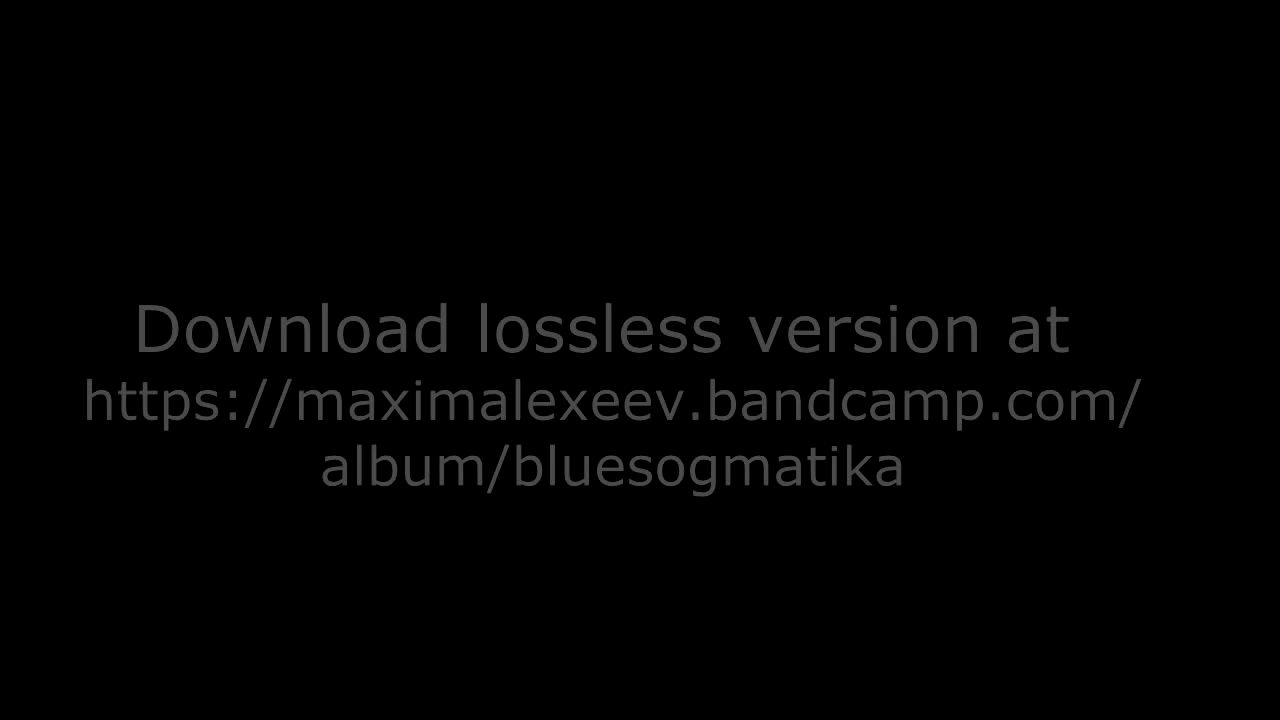 Download lossless version at
https://maximalexeev.bandcamp.com/
album/bluesogmatika